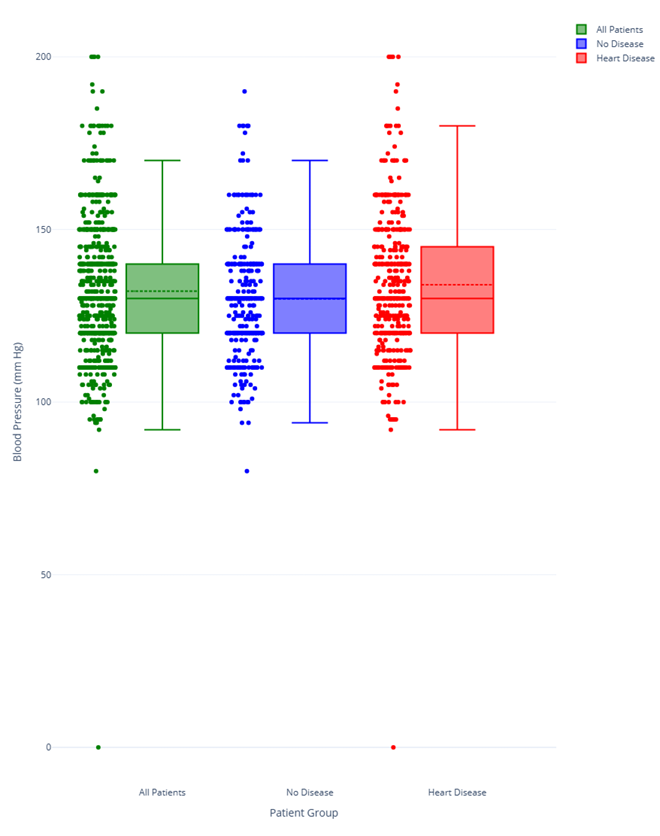 All Patients
No Disease
Heart Disease
200
150
100
50
0
Blood Pressure (mm Hg)
All Patients No Disease Heart Disease
Patient Group